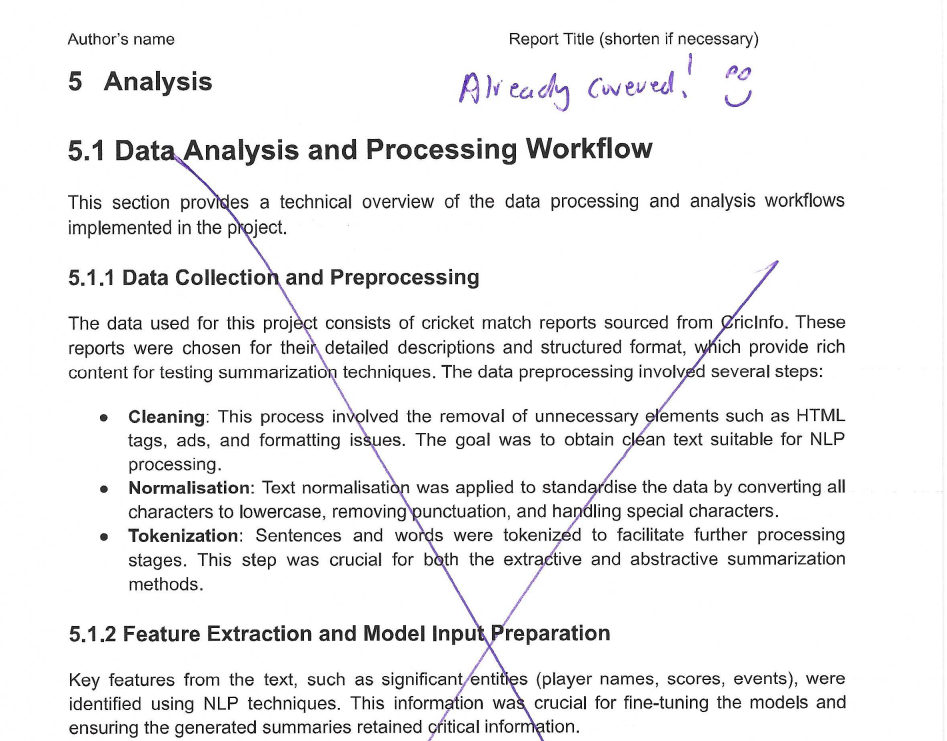 Author's name Report Title (shorten if necessary)
5 Analysis
Already covered!
5.1 Data Analysis and Processing Workflow
This section provides a technical overview of the data processing and analysis workflows
implemented in the project.
5.1.1 Data Collection and Preprocessing
The data used for this project consists of cricket match reports sourced from CricInfo. These
reports were chosen for their detailed descriptions and structured format, which provide rich
content for testing summarization techniques. The data preprocessing involved several steps:
● Cleaning: This process involved the removal of unnecessary elements such as HTML
tags, ads, and formatting issues. The goal was to obtain clean text suitable for NLP
processing.
● Normalisation: Text normalisation was applied to standardise the data by converting all
characters to lowercase, removing punctuation, and handling special characters.
● Tokenization: Sentences and words were tokenized to facilitate further processing
stages. This step was crucial for both the extractive and abstractive summarization
methods.
5.1.2 Feature Extraction and Model Input Preparation
Key features from the text, such as significant entities (player names, scores, events), were
identified using NLP techniques. This information was crucial for fine-tuning the models and
ensuring the generated summaries retained critical information.